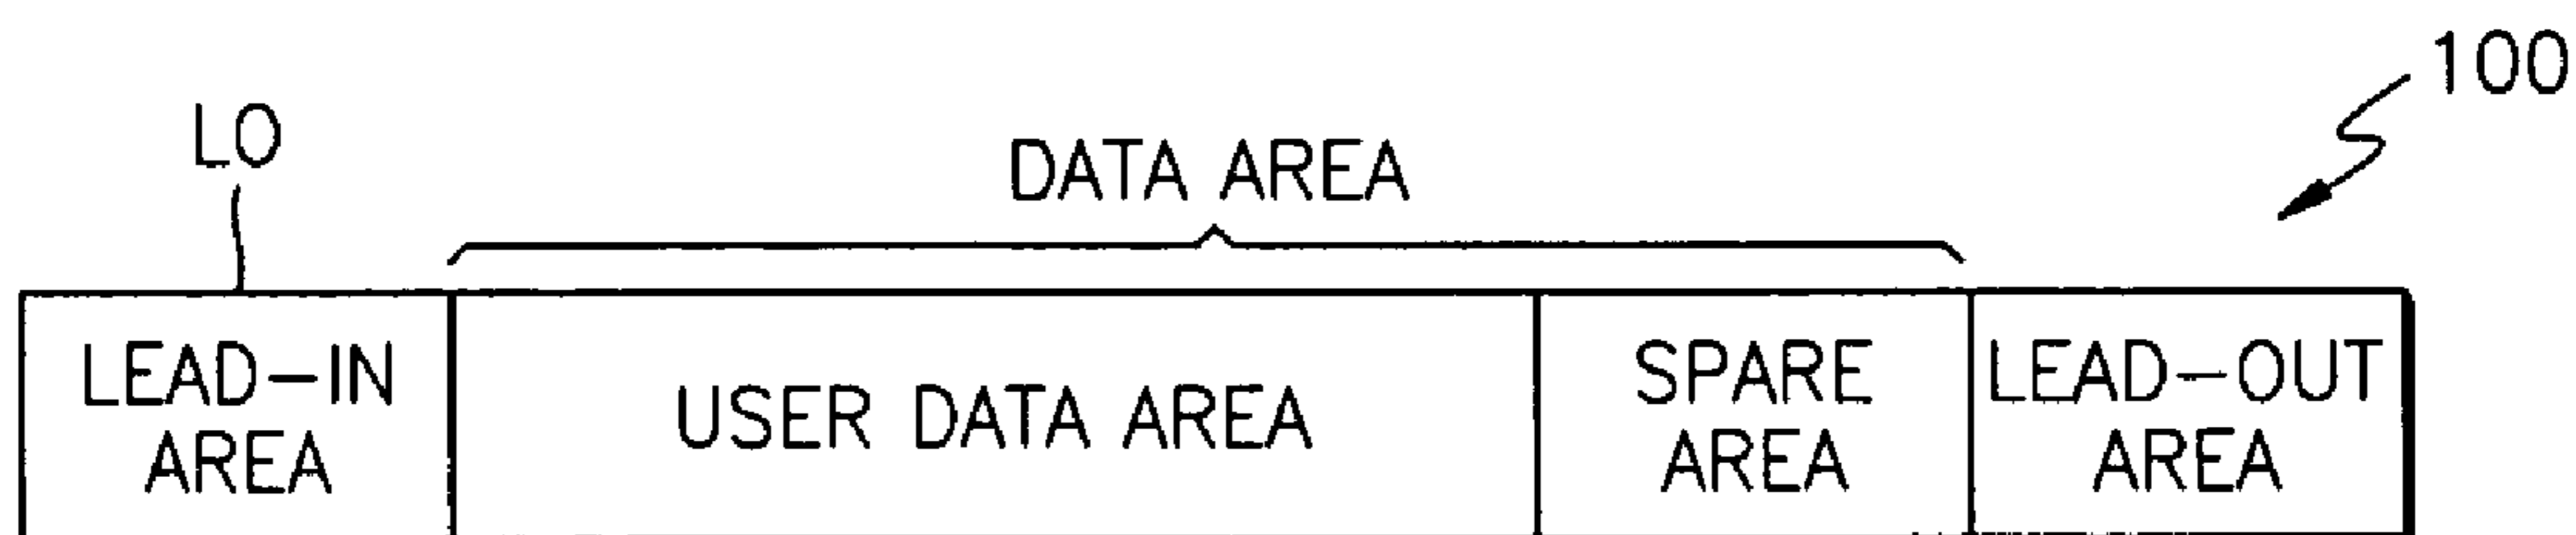 100
LO
DATA AREA
LEAD-IN
AREA
USER DATA AREA
SPARE
AREA
LEAD-OUT
AREA